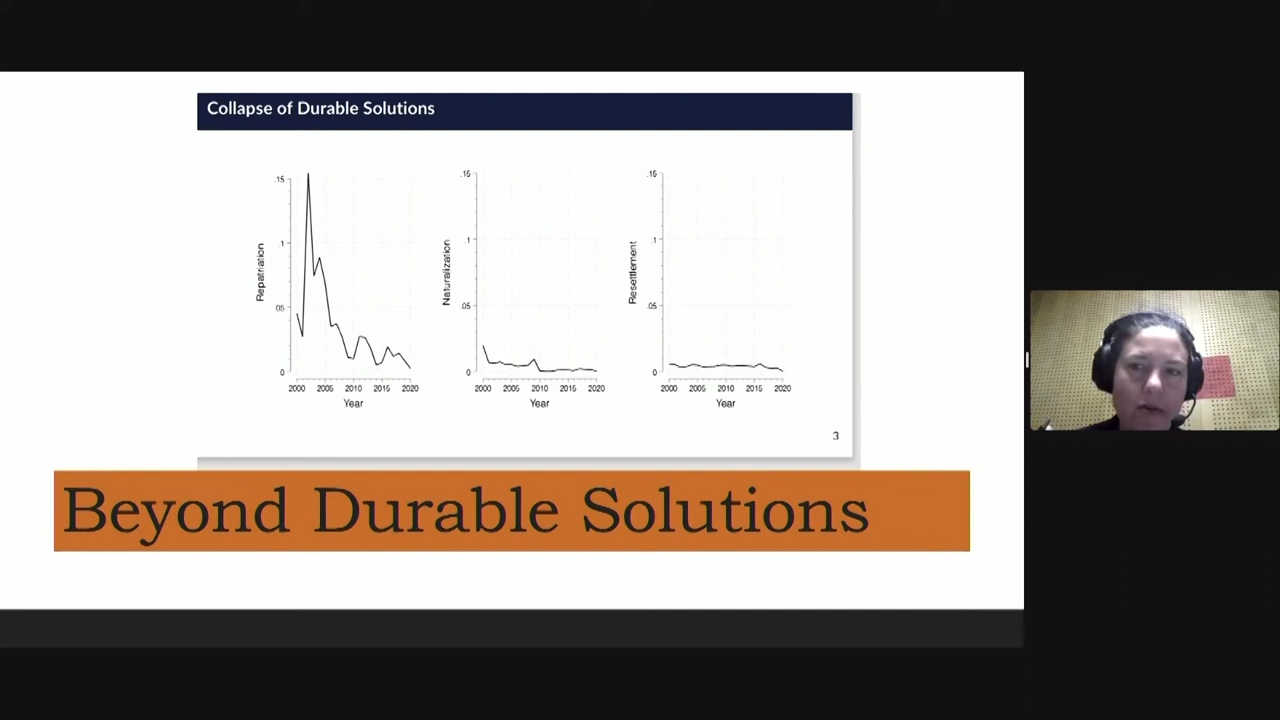 Collapse of Durable Solutions
.15
.1
.05
0
Repatriation
2000 2005 2010 2015 2020
Year
.15
.1
.05
0
Naturalization
2000 2005 2010 2015 2020
Year
.15
.1
.05
0
Resettlement
2000 2005 2010 2015 2020
Year
3
Beyond Durable Solutions